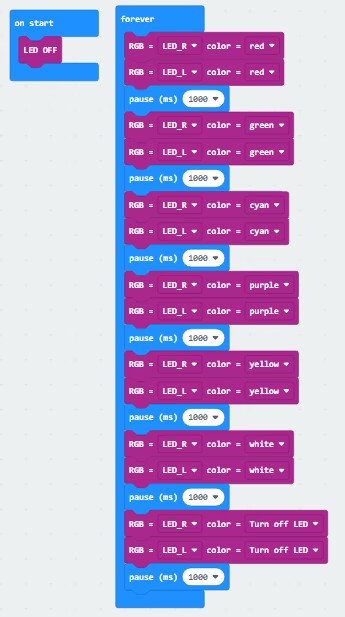 on start
LED OFF
forever
RGB = LED_R color = red
RGB = LED_L color = red
pause (ms) 1000
RGB = LED_R color = green
RGB = LED_L color = green
pause (ms) 1000
RGB = LED_R color = cyan
RGB = LED_L color = cyan
pause (ms) 1000
RGB = LED_R color = purple
RGB = LED_L color = purple
pause (ms) 1000
RGB = LED_R color = yellow
RGB = LED_L color = yellow
pause (ms) 1000
RGB = LED_R color = white
RGB = LED_L color = white
pause (ms) 1000
RGB = LED_R color = Turn off LED
RGB = LED_L color = Turn off LED
pause (ms) 1000